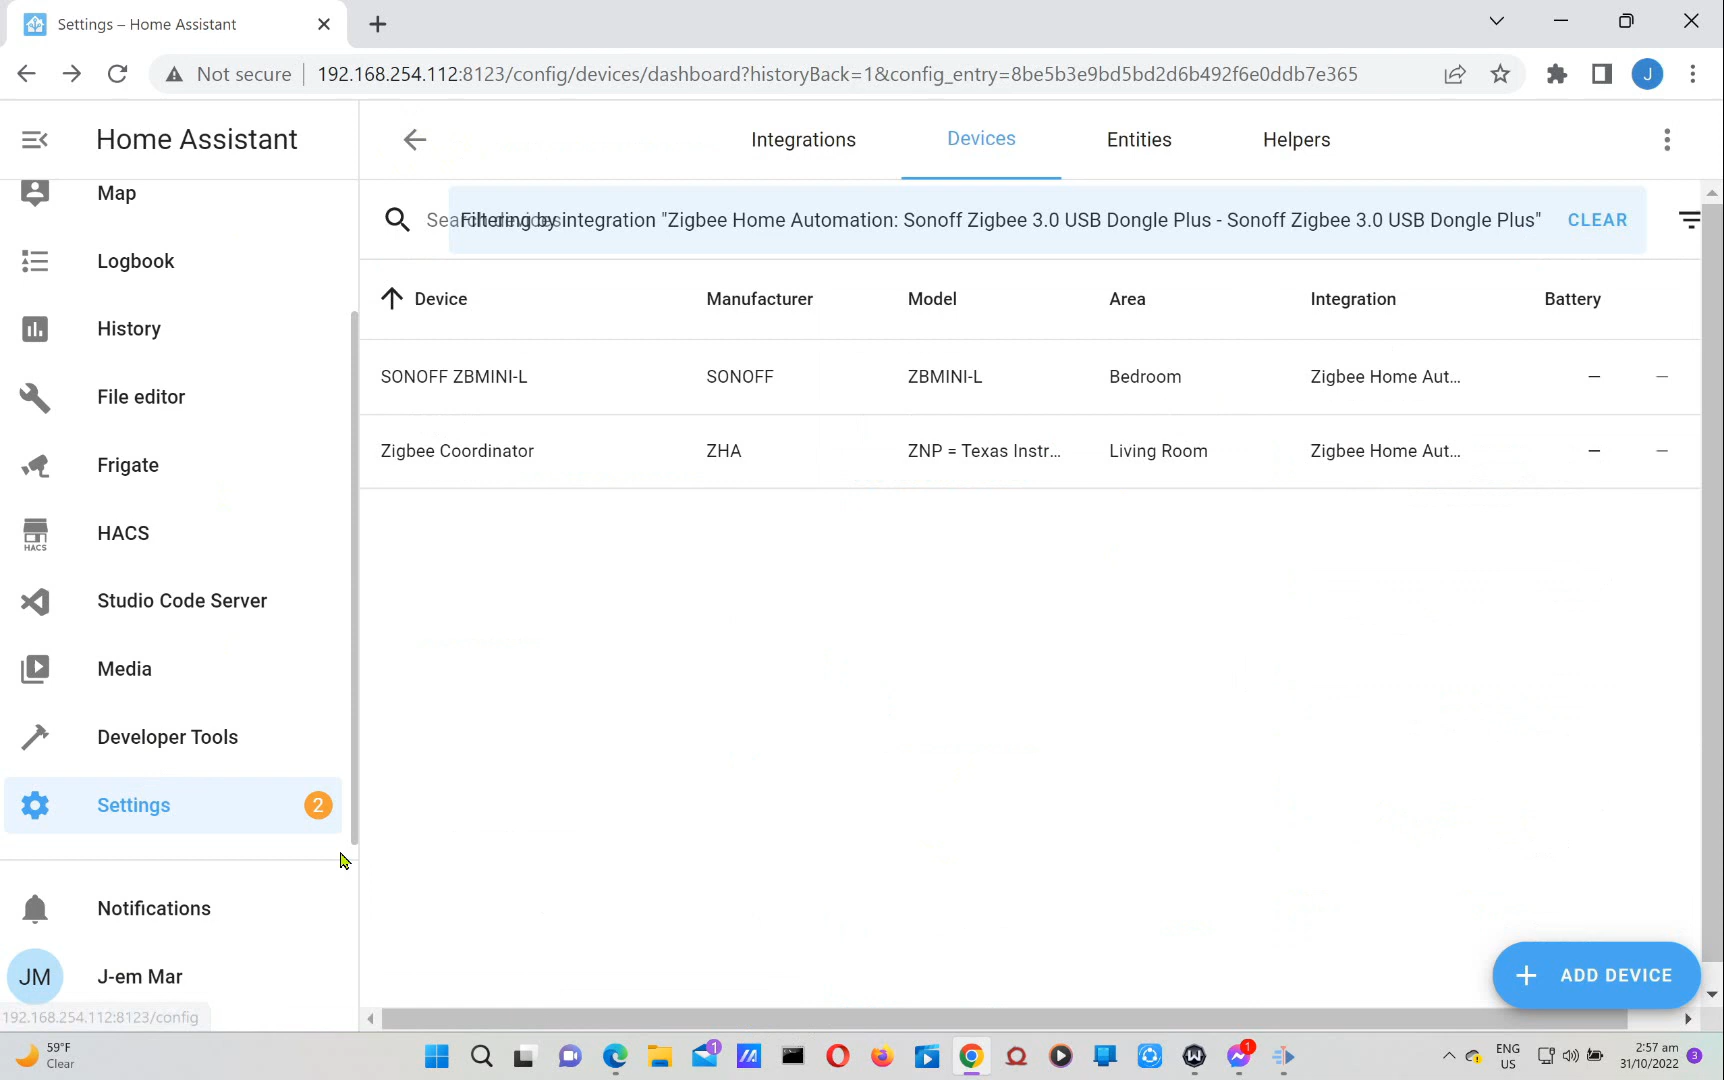 Settings – Home Assistant
Not secure
192.168.254.112:8123/config/devices/dashboard?historyBack=1&config_entry=8be5b3e9bd5bd2d6b492f6e0ddb7e365
J
Home Assistant
Integrations
Devices
Entities
Helpers
Map
Logbook
History
File editor
Frigate
HACS
HACS
Studio Code Server
Media
Developer Tools
Settings
2
Notifications
JM
J-em Mar
192.168.254.112:8123/config
Search devices
Filtering by integration "Zigbee Home Automation: Sonoff Zigbee 3.0 USB Dongle Plus - Sonoff Zigbee 3.0 USB Dongle Plus"
CLEAR
Device Manufacturer Model Area Integration Battery
SONOFF ZBMINI-L SONOFF ZBMINI-L Bedroom Zigbee Home Aut... – –
Zigbee Coordinator ZHA ZNP = Texas Instr... Living Room Zigbee Home Aut... – –
+ ADD DEVICE
59°F
Clear
1
1
ENG
US
2:57 am
31/10/2022
3